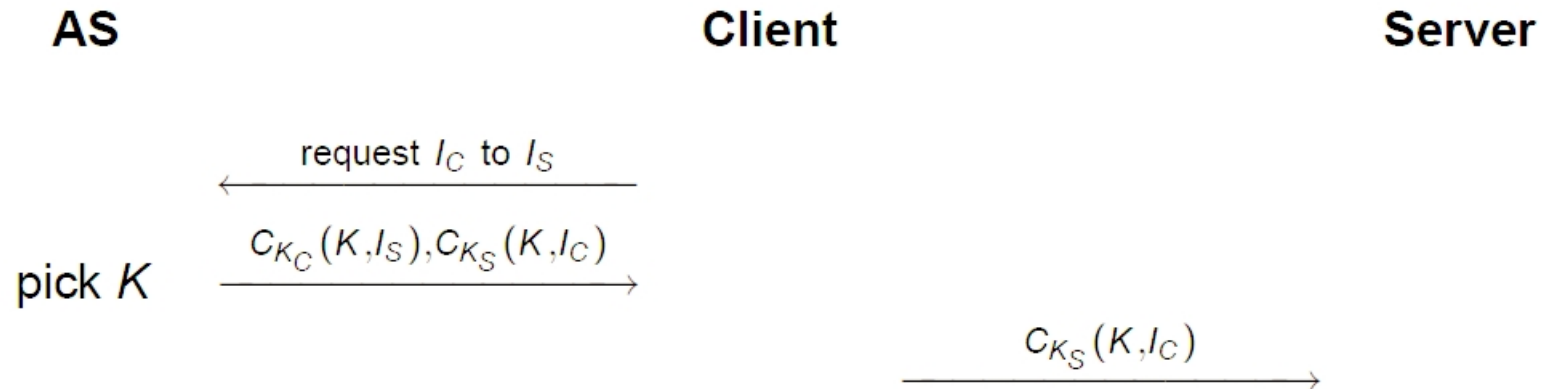 AS Client Server
request I_C to I_S
C_{K_C}(K,I_S),C_{K_S}(K,I_C)
pick K
C_{K_S}(K,I_C)